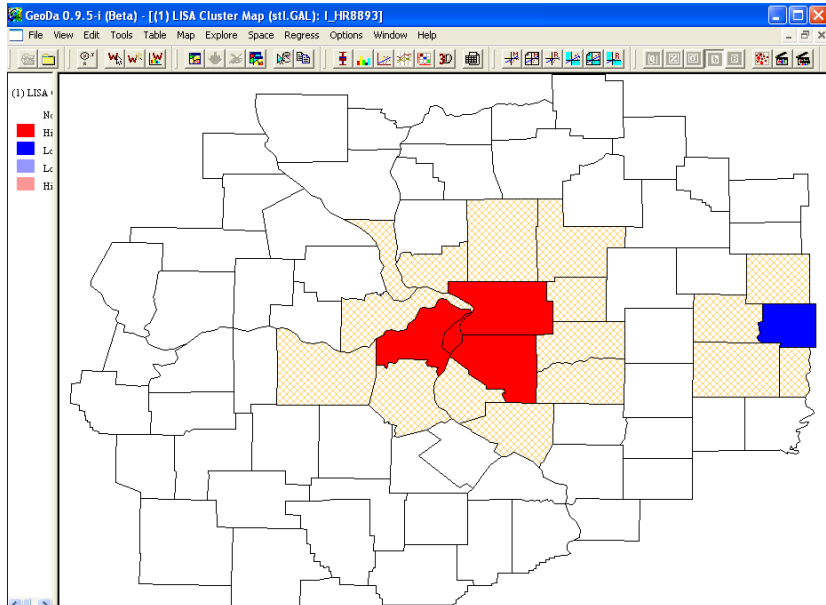 GeoDa 0.9.5-i (Beta) - [(1) LISA Cluster Map (stl.GAL): I_HR8893]
File View Edit Tools Table Map Explore Space Regress Options Window Help
3D
(1) LISA
No
Hi
Lo
Lo
Hi